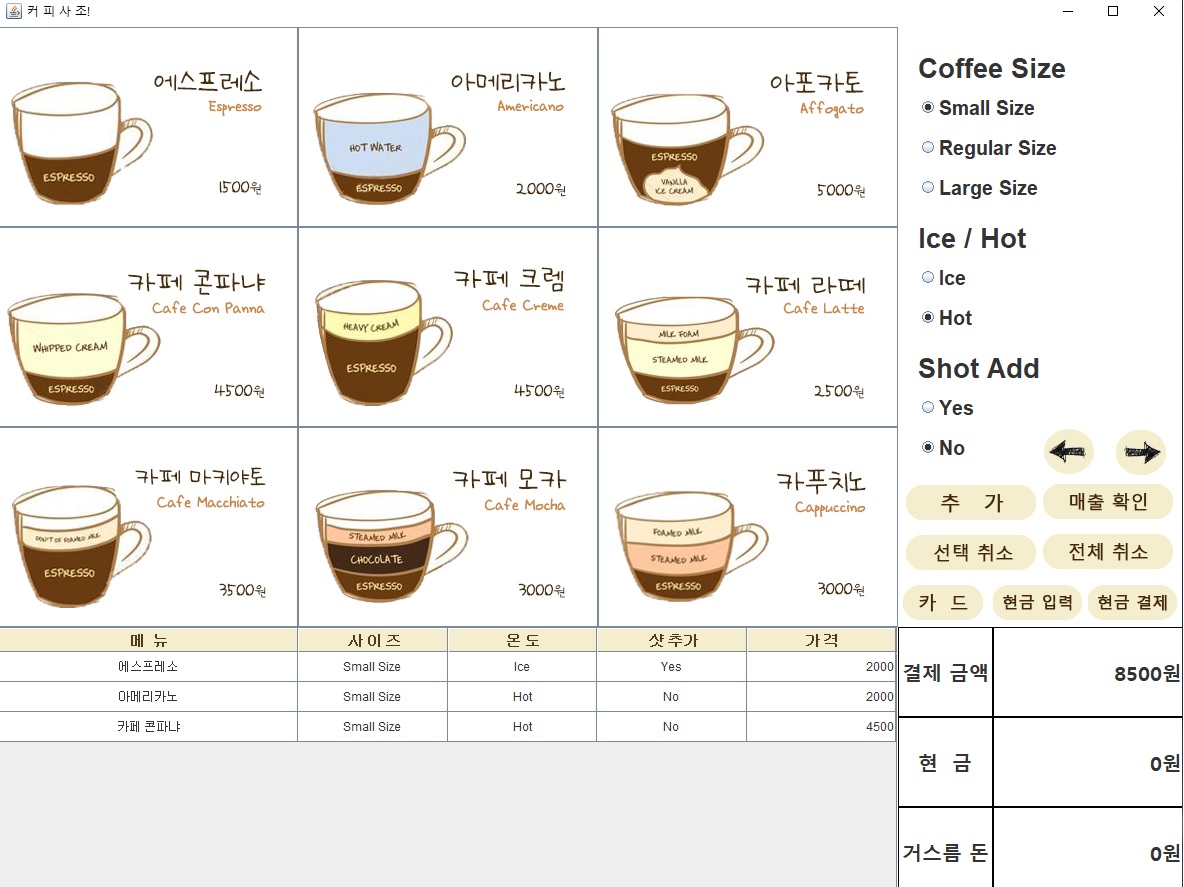 커 피 사 조!
에스프레소
Espresso
ESPRESSO
1500원
아메리카노
Americano
HOT WATER
ESPRESSO
2000원
아포카토
Affogato
ESPRESSO
VANILLA
ICE CREAM
5000원
카페 콘파냐
Cafe Con Panna
WHIPPED CREAM
ESPRESSO
4500원
카페 크렘
Cafe Creme
HEAVY CREAM
ESPRESSO
4500원
카페 라떼
Cafe Latte
MILK FOAM
STEAMED MILK
ESPRESSO
2500원
카페 마키야토
Cafe Macchiato
DON'T OF FOAMED MILK
ESPRESSO
3500원
카페 모카
Cafe Mocha
STEAMED MILK
CHOCOLATE
ESPRESSO
3000원
카푸치노
Cappuccino
FOAMED MILK
STEAMED MILK
ESPRESSO
3000원
Coffee Size
Small Size
Regular Size
Large Size
Ice / Hot
Ice
Hot
Shot Add
Yes
No
추 가 매출 확인
선택 취소 전체 취소
카 드 현금 입력 현금 결제
메 뉴 사 이 즈 온 도 샷 추가 가 격
에스프레소 Small Size Ice Yes 2000
아메리카노 Small Size Hot No 2000
카페 콘파냐 Small Size Hot No 4500
결제 금액 8500원
현 금 0원
거스름 돈 0원